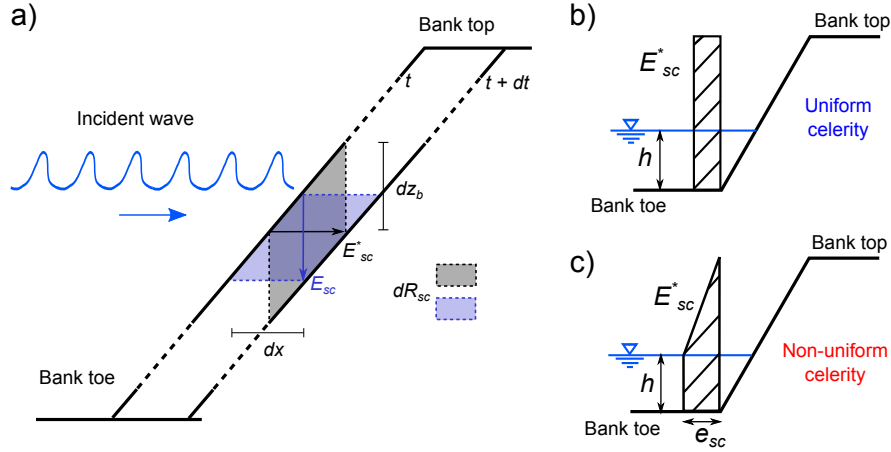 a)
Bank top
t
t + dt
Incident wave
dz_b
E*_sc
E_sc
dR_sc
dx
Bank toe
b)
Bank top
E*_sc
Uniform
celerity
h
Bank toe
c)
Bank top
E*_sc
Non-uniform
celerity
h
Bank toe
e_sc